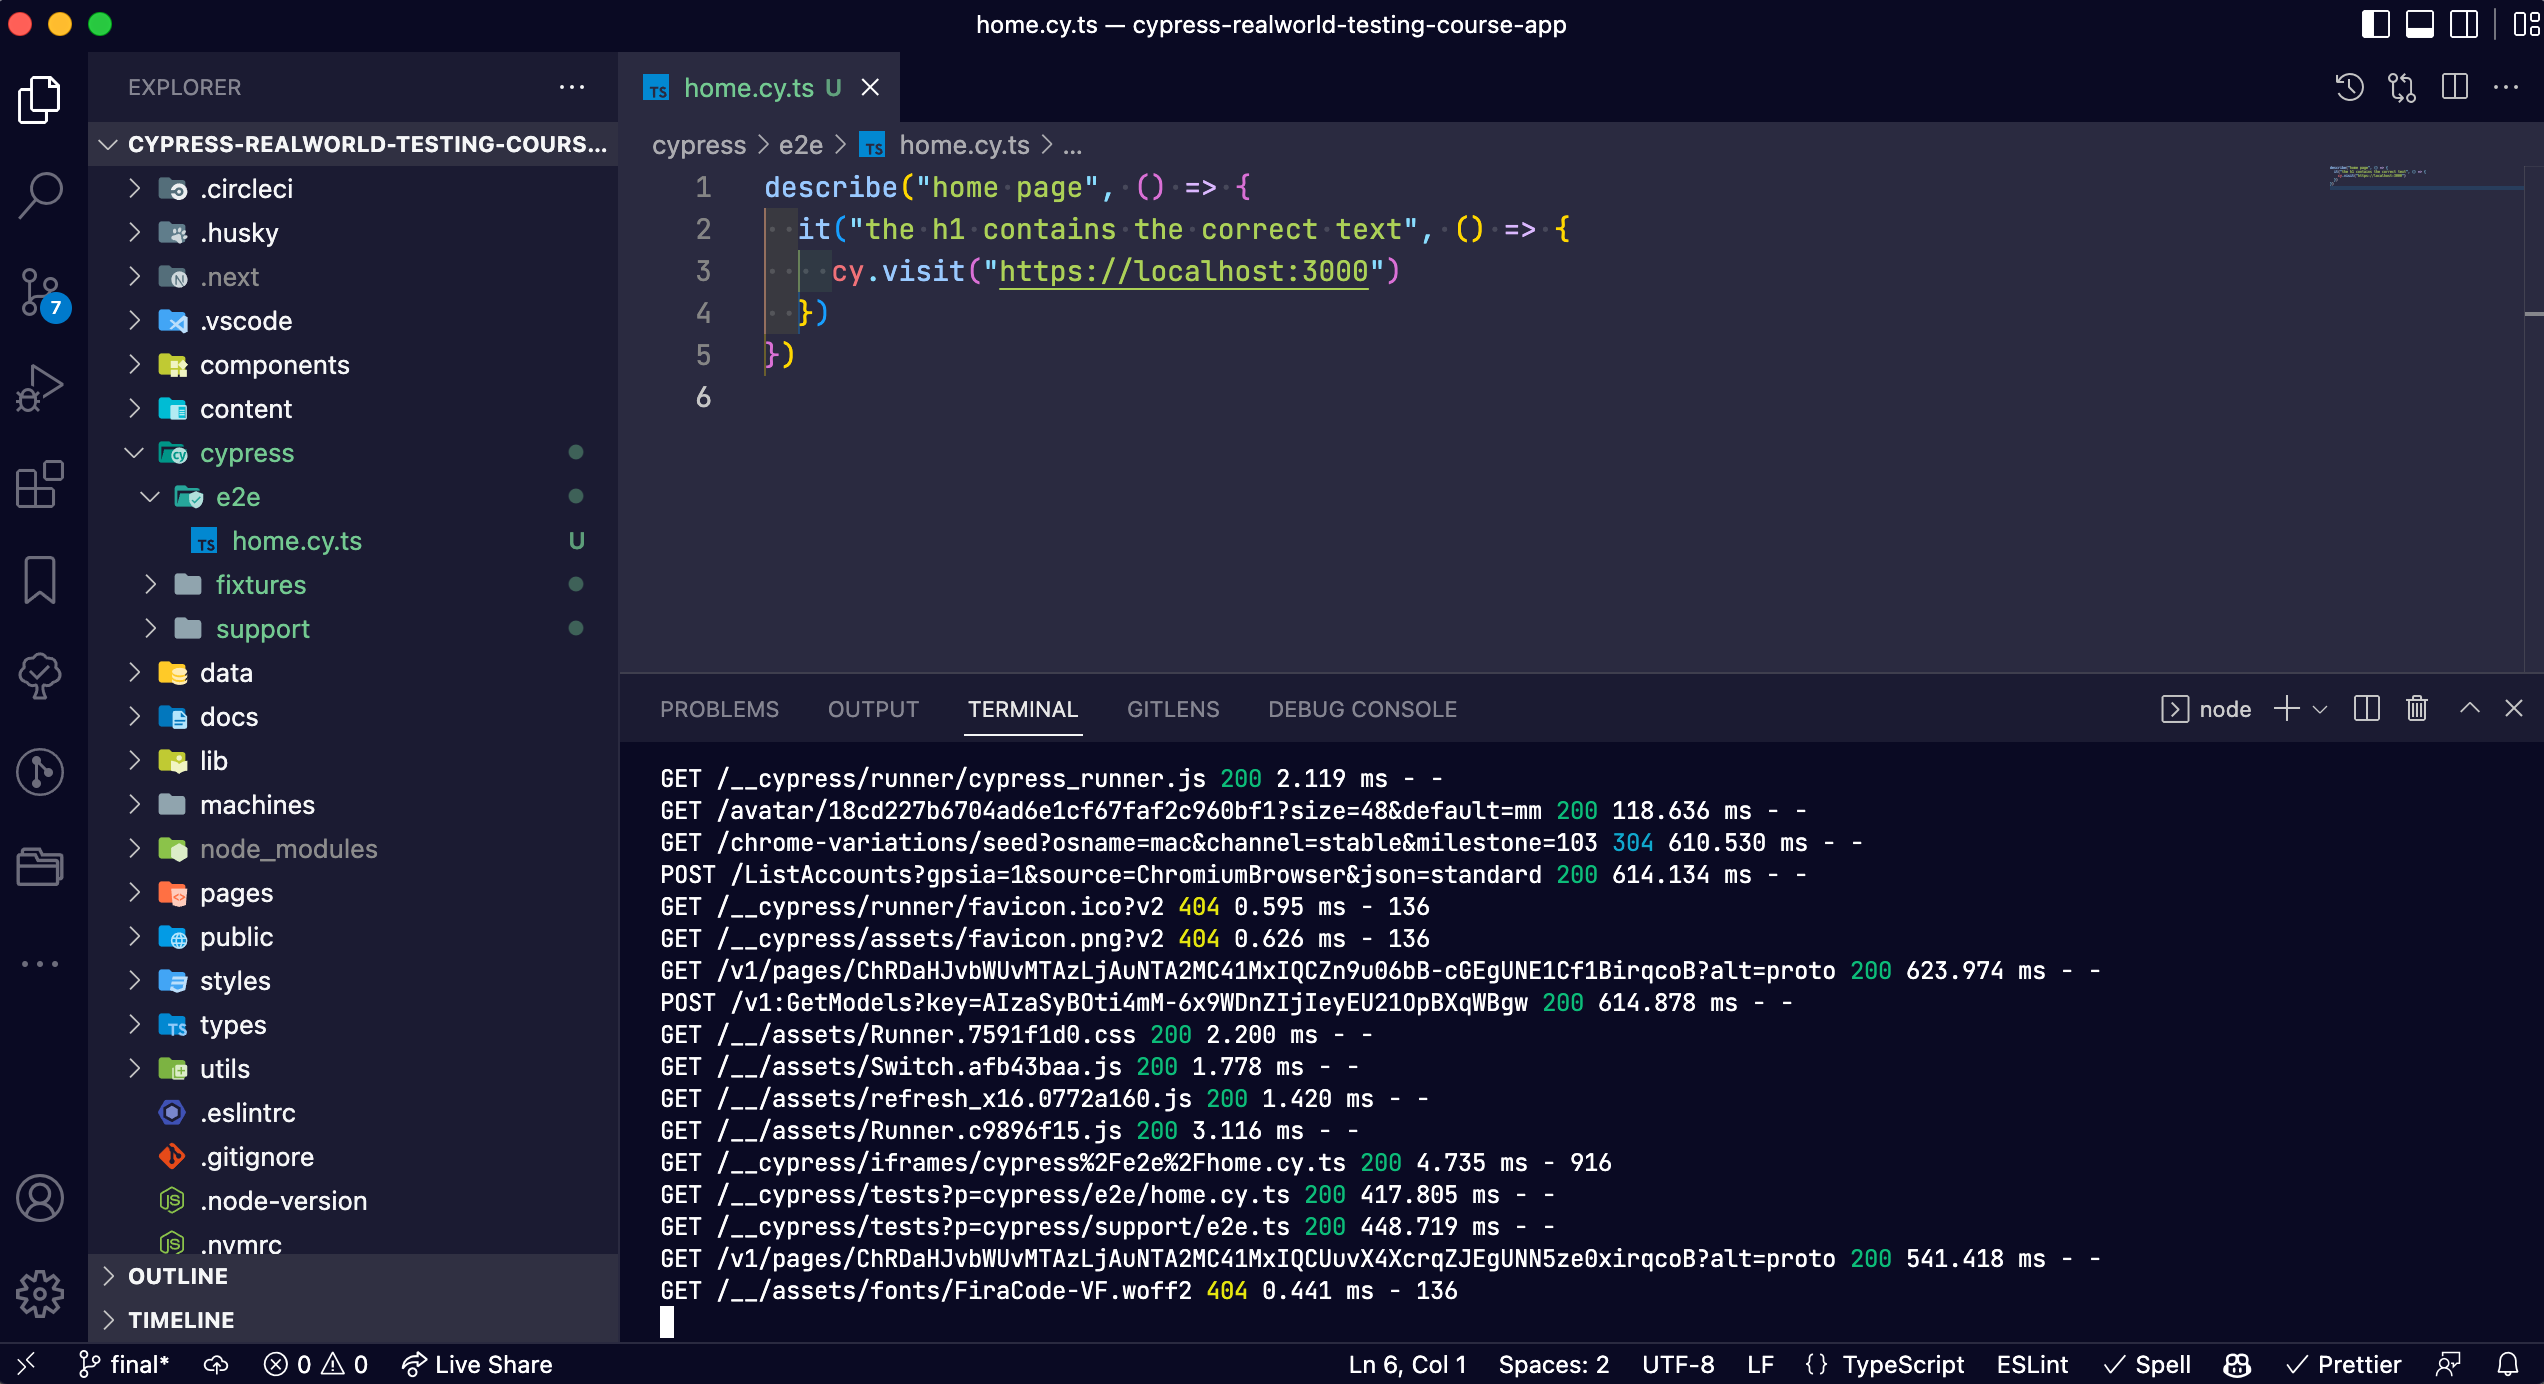 home.cy.ts — cypress-realworld-testing-course-app
EXPLORER
CYPRESS-REALWORLD-TESTING-COURS...
.circleci
.husky
.next
.vscode
components
content
cypress
e2e
home.cy.ts U
fixtures
support
data
docs
lib
machines
node_modules
pages
public
styles
types
utils
.eslintrc
.gitignore
.node-version
.nvmrc
OUTLINE
TIMELINE
7
home.cy.ts U
cypress > e2e > TS home.cy.ts > ...
1 describe("home page", () => {
2 it("the h1 contains the correct text", () => {
3 cy.visit("https://localhost:3000")
4 })
5 })
6
PROBLEMS OUTPUT TERMINAL GITLENS DEBUG CONSOLE node
GET /__cypress/runner/cypress_runner.js 200 2.119 ms - -
GET /avatar/18cd227b6704ad6e1cf67faf2c960bf1?size=48&default=mm 200 118.636 ms - -
GET /chrome-variations/seed?osname=mac&channel=stable&milestone=103 304 610.530 ms - -
POST /ListAccounts?gpsia=1&source=ChromiumBrowser&json=standard 200 614.134 ms - -
GET /__cypress/runner/favicon.ico?v2 404 0.595 ms - 136
GET /__cypress/assets/favicon.png?v2 404 0.626 ms - 136
GET /v1/pages/ChRDaHJvbWUvMTAzLjAuNTA2MC41MxIQCZn9u06bB-cGEgUNE1Cf1BirqcoB?alt=proto 200 623.974 ms - -
POST /v1:GetModels?key=AIzaSyBOti4mM-6x9WDnZIjIeyEU21OpBXqWBgw 200 614.878 ms - -
GET /__/assets/Runner.7591f1d0.css 200 2.200 ms - -
GET /__/assets/Switch.afb43baa.js 200 1.778 ms - -
GET /__/assets/refresh_x16.0772a160.js 200 1.420 ms - -
GET /__/assets/Runner.c9896f15.js 200 3.116 ms - -
GET /__cypress/iframes/cypress%2Fe2e%2Fhome.cy.ts 200 4.735 ms - 916
GET /__cypress/tests?p=cypress/e2e/home.cy.ts 200 417.805 ms - -
GET /__cypress/tests?p=cypress/support/e2e.ts 200 448.719 ms - -
GET /v1/pages/ChRDaHJvbWUvMTAzLjAuNTA2MC41MxIQCUuvX4XcrqZJEgUNN5ze0xirqcoB?alt=proto 200 541.418 ms - -
GET /__/assets/fonts/FiraCode-VF.woff2 404 0.441 ms - 136
final* 0 0 Live Share Ln 6, Col 1 Spaces: 2 UTF-8 LF {} TypeScript ESLint Spell Prettier